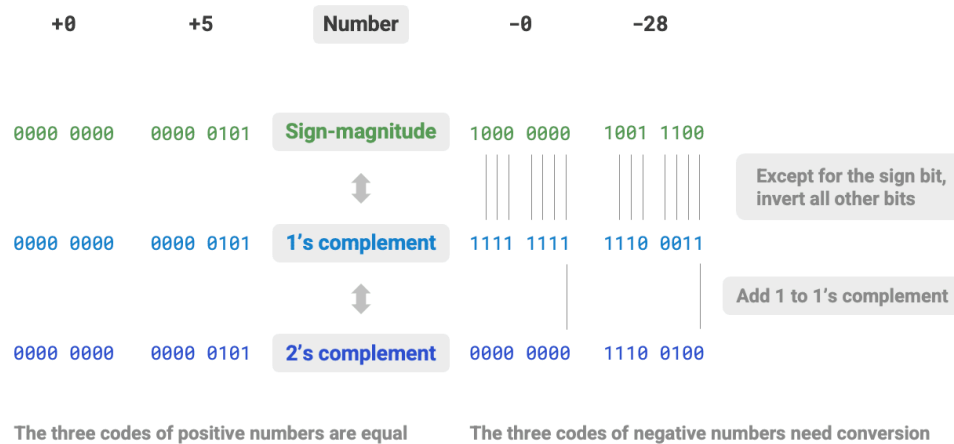 +0 +5 Number -0 -28
0000 0000 0000 0101 Sign-magnitude 1000 0000 1001 1100
Except for the sign bit,
invert all other bits
0000 0000 0000 0101 1's complement 1111 1111 1110 0011
Add 1 to 1's complement
0000 0000 0000 0101 2's complement 0000 0000 1110 0100
The three codes of positive numbers are equal The three codes of negative numbers need conversion